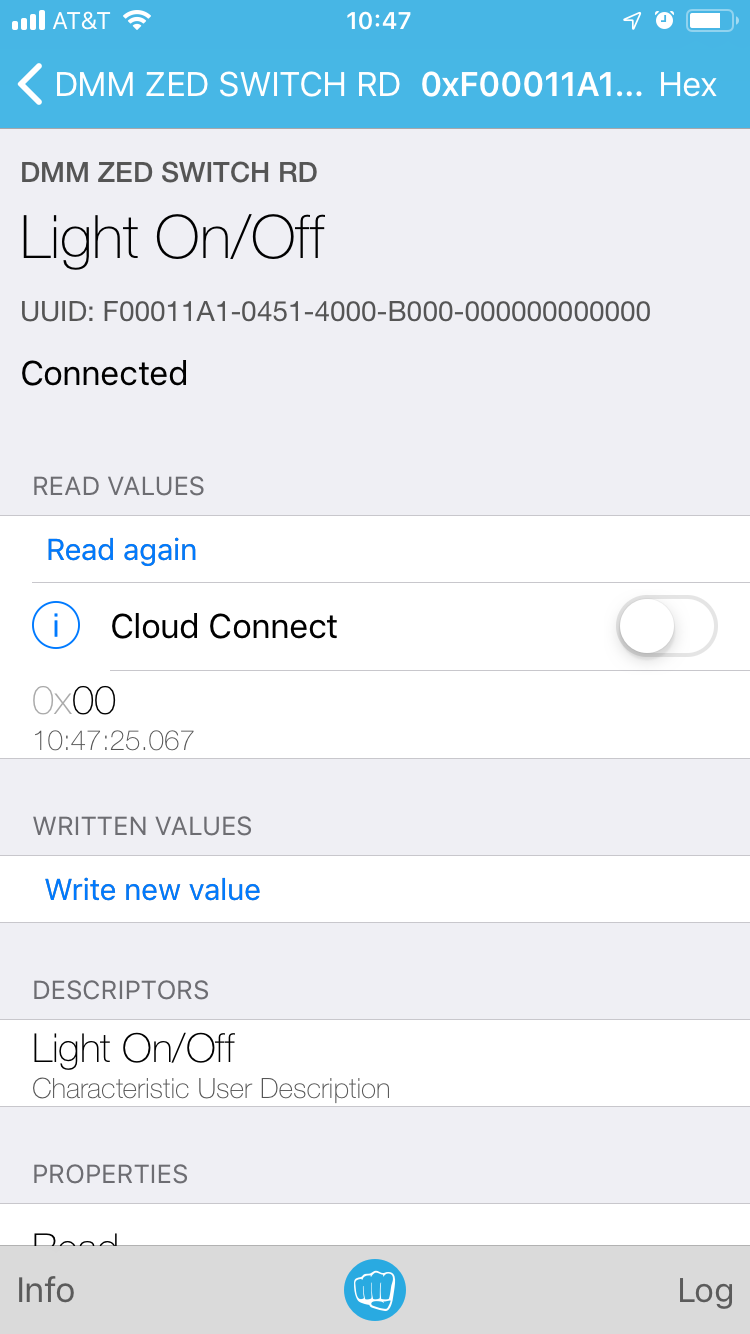 AT&T 10:47
DMM ZED SWITCH RD 0xF00011A1... Hex
DMM ZED SWITCH RD
Light On/Off
UUID: F00011A1-0451-4000-B000-000000000000
Connected
READ VALUES
Read again
i Cloud Connect
0x00
10:47:25.067
WRITTEN VALUES
Write new value
DESCRIPTORS
Light On/Off
Characteristic User Description
PROPERTIES
Read
Info Log